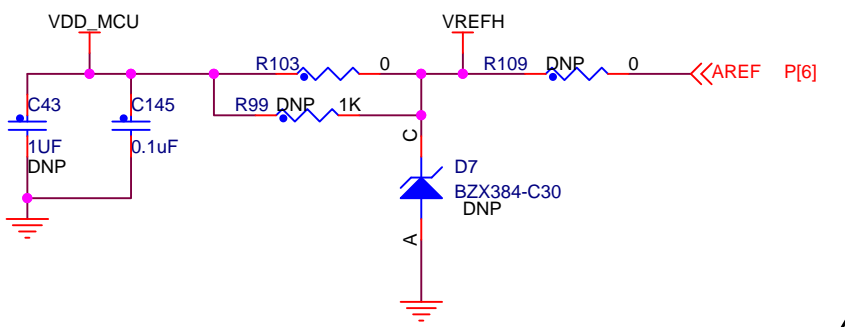 VDD_MCU VREFH
R103 0 R109 DNP 0 AREF P[6]
C43 C145 R99 DNP 1K
1UF 0.1uF
DNP
C
D7
BZX384-C30
DNP
A